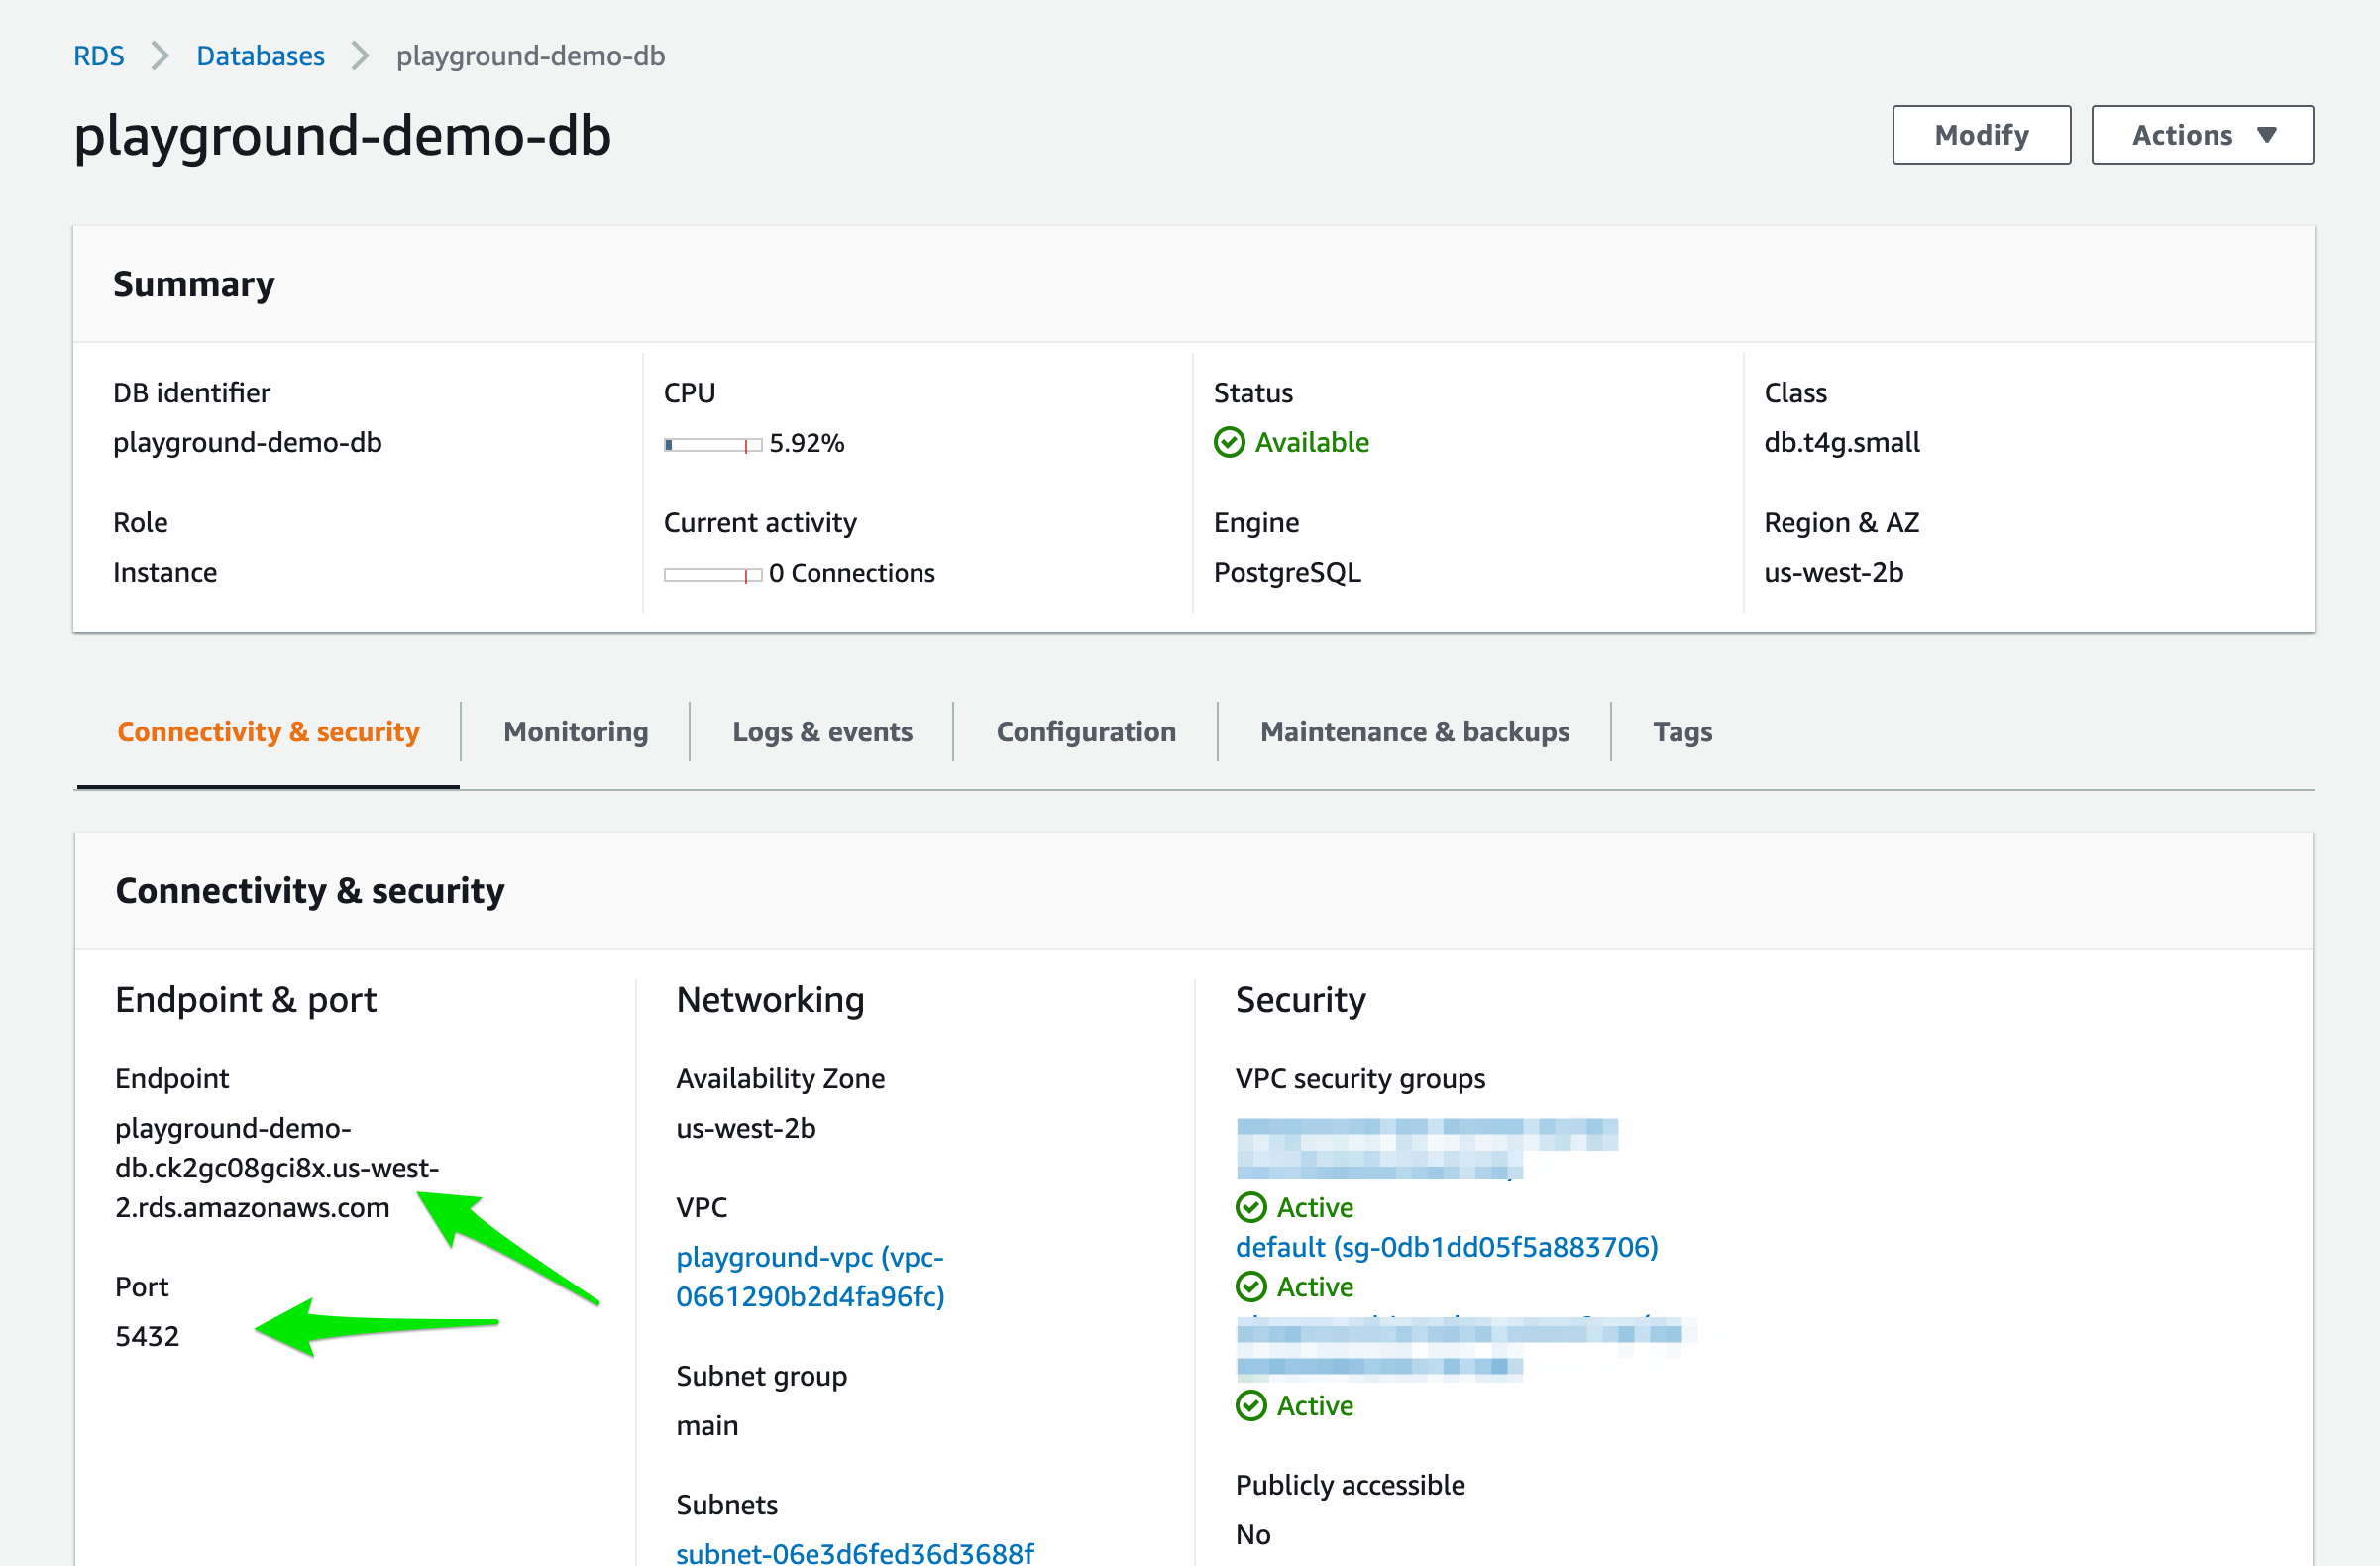 RDS > Databases > playground-demo-db
playground-demo-db
Modify
Actions
Summary
DB identifier
playground-demo-db
CPU
5.92%
Status
Available
Class
db.t4g.small
Role
Instance
Current activity
0 Connections
Engine
PostgreSQL
Region & AZ
us-west-2b
Connectivity & security
Monitoring
Logs & events
Configuration
Maintenance & backups
Tags
Connectivity & security
Endpoint & port
Endpoint
playground-demo-
db.ck2gc08gci8x.us-west-
2.rds.amazonaws.com
Port
5432
Networking
Availability Zone
us-west-2b
VPC
playground-vpc (vpc-
0661290b2d4fa96fc)
Subnet group
main
Subnets
subnet-06e3d6fed36d3688f
Security
VPC security groups
Active
default (sg-0db1dd05f5a883706)
Active
Active
Publicly accessible
No